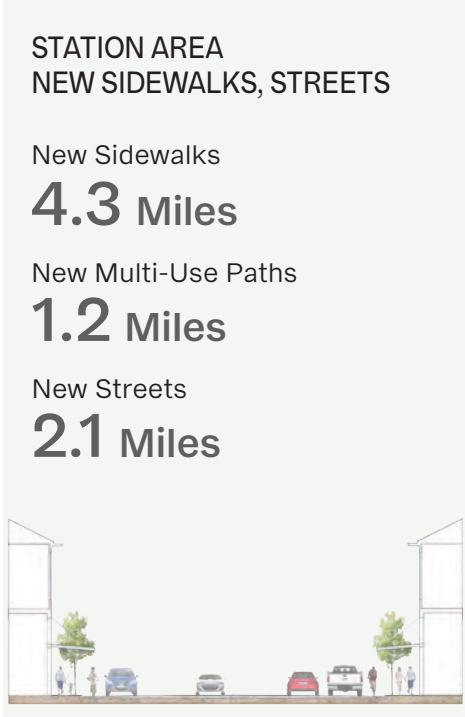 STATION AREA
NEW SIDEWALKS, STREETS
New Sidewalks
4.3 Miles
New Multi-Use Paths
1.2 Miles
New Streets
2.1 Miles